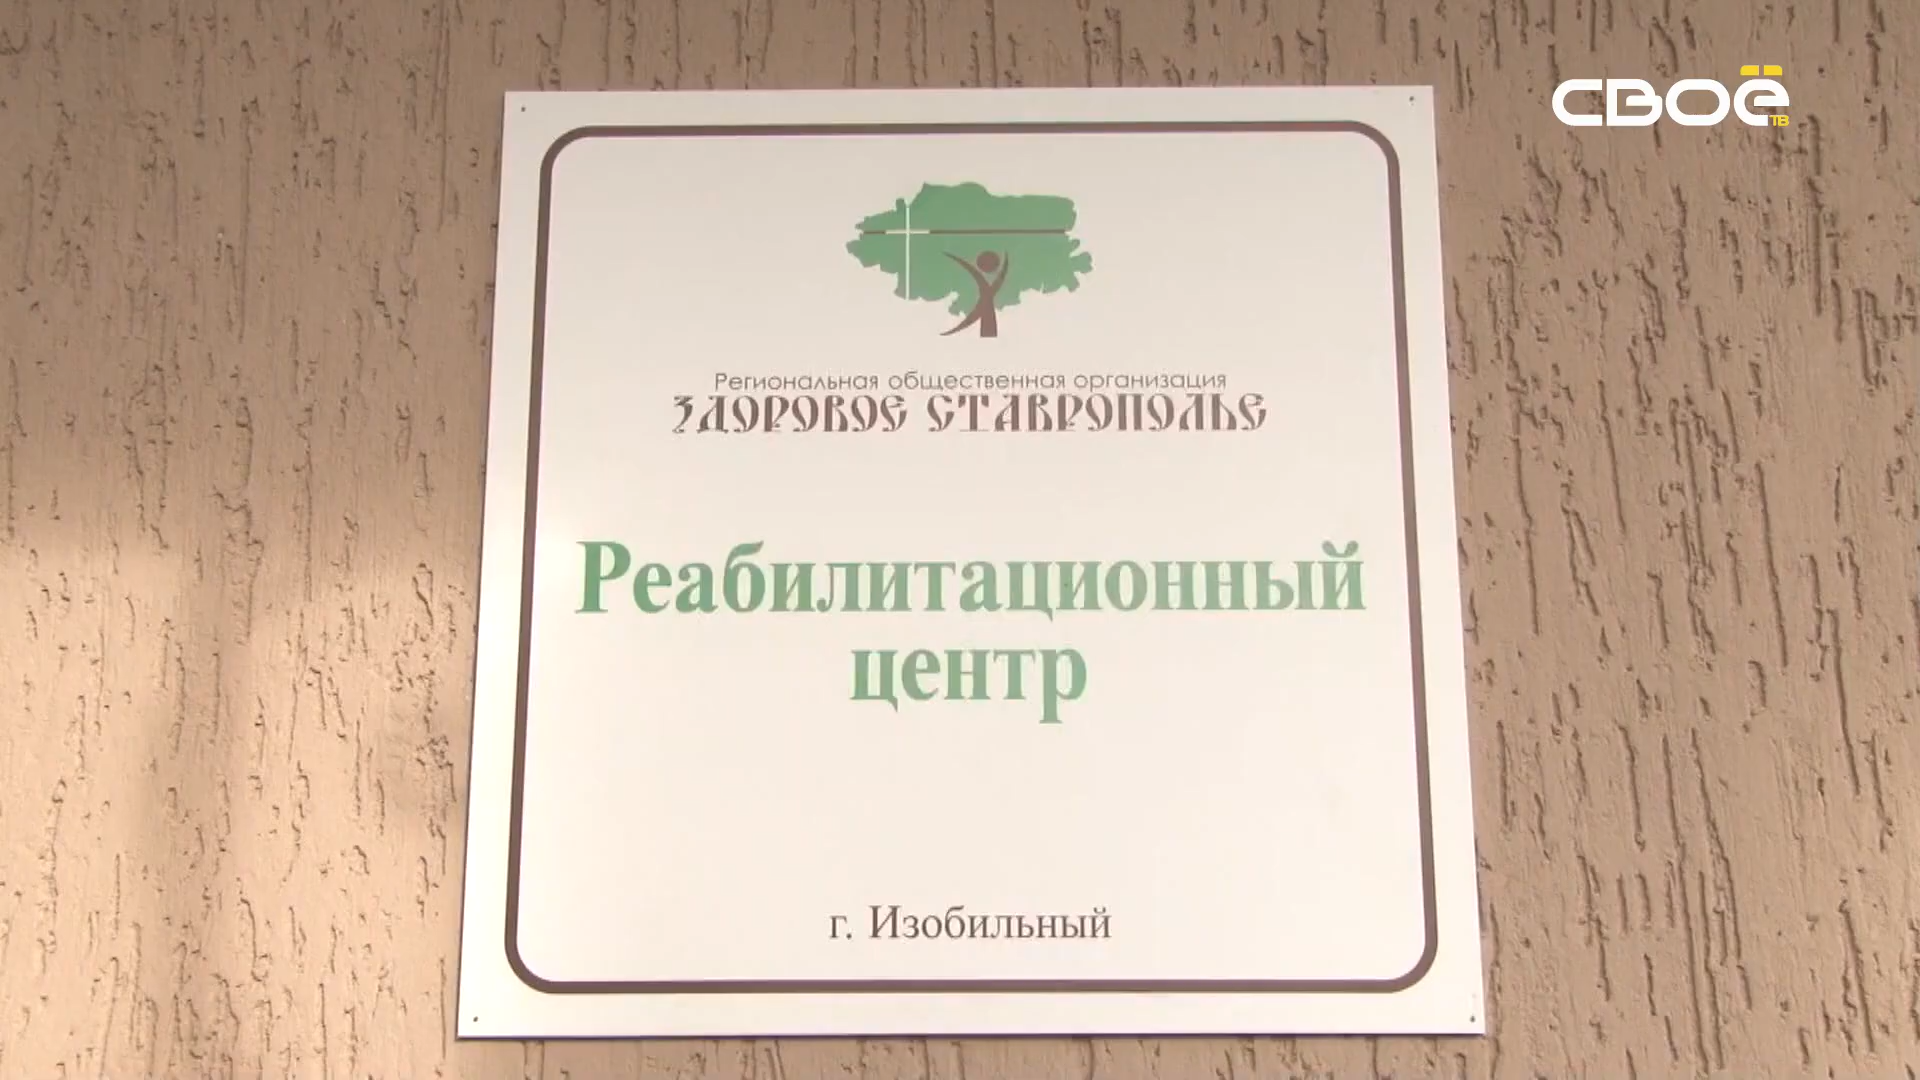 СВОЁ
ТВ
Региональная общественная организация
ЗДОРОВОЕ СТАВРОПОЛЬЕ
Реабилитационный
центр
г. Изобильный